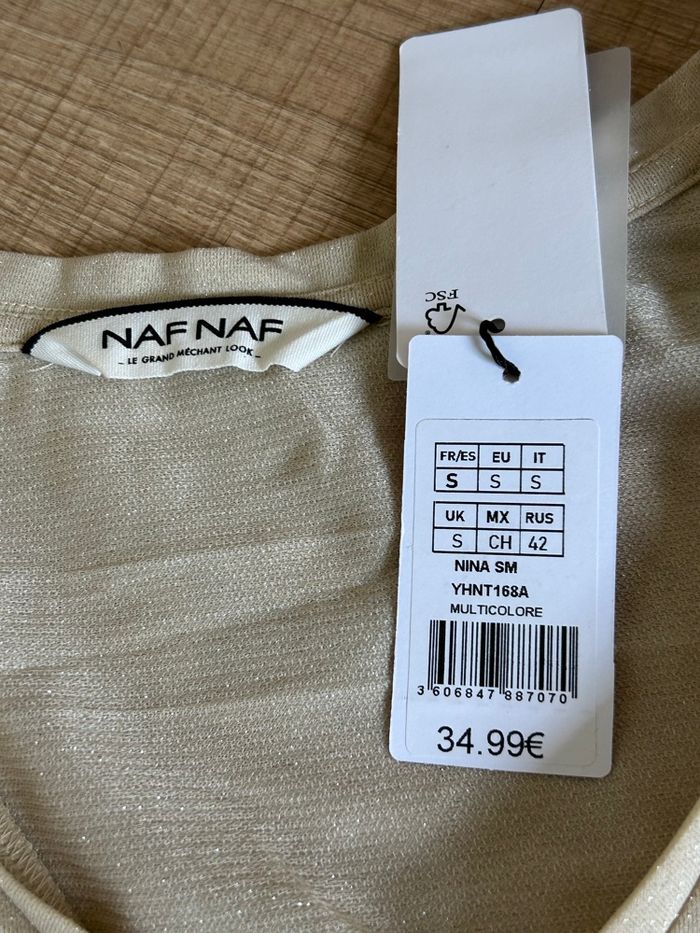 NAF NAF
- LE GRAND MÉCHANT LOOK -
FSC
FR/ES EU IT
S S S
UK MX RUS
S CH 42
NINA SM
YHNT168A
MULTICOLORE
3 606847 887070
34.99€